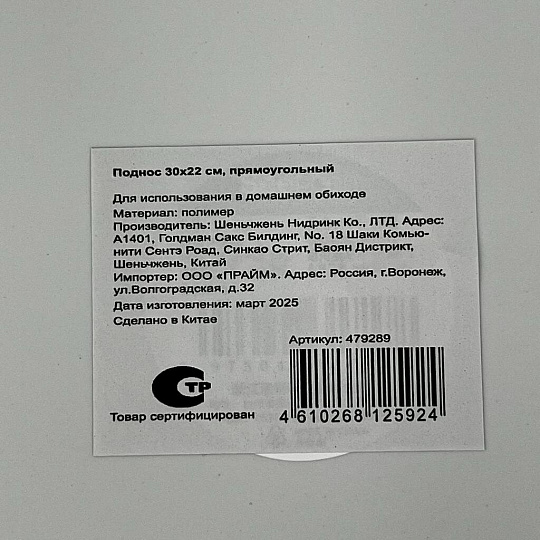 Поднос 30х22 см, прямоугольный
Для использования в домашнем обиходе
Материал: полимер
Производитель: Шеньчжень Нидринк Ко., ЛТД. Адрес:
А1401, Голдман Сакс Билдинг, No. 18 Шаки Комью-
нити Сентэ Роад, Синкао Стрит, Баоян Дистрикт,
Шеньчжень, Китай
Импортер: ООО «ПРАЙМ». Адрес: Россия, г.Воронеж,
ул.Волгоградская, д.32
Дата изготовления: март 2025
Сделано в Китае
Артикул: 479289
СТР
Товар сертифицирован
4 610268 125924